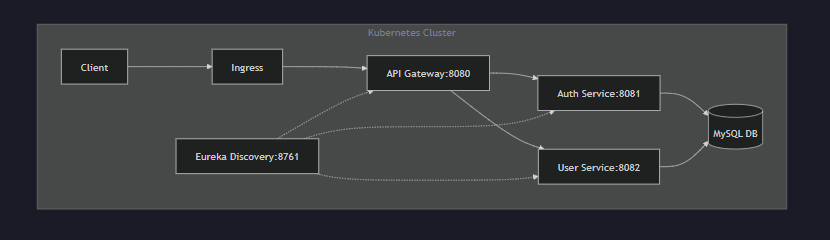 Kubernetes Cluster
Client
Ingress
API Gateway:8080
Auth Service:8081
MySQL DB
Eureka Discovery:8761
User Service:8082